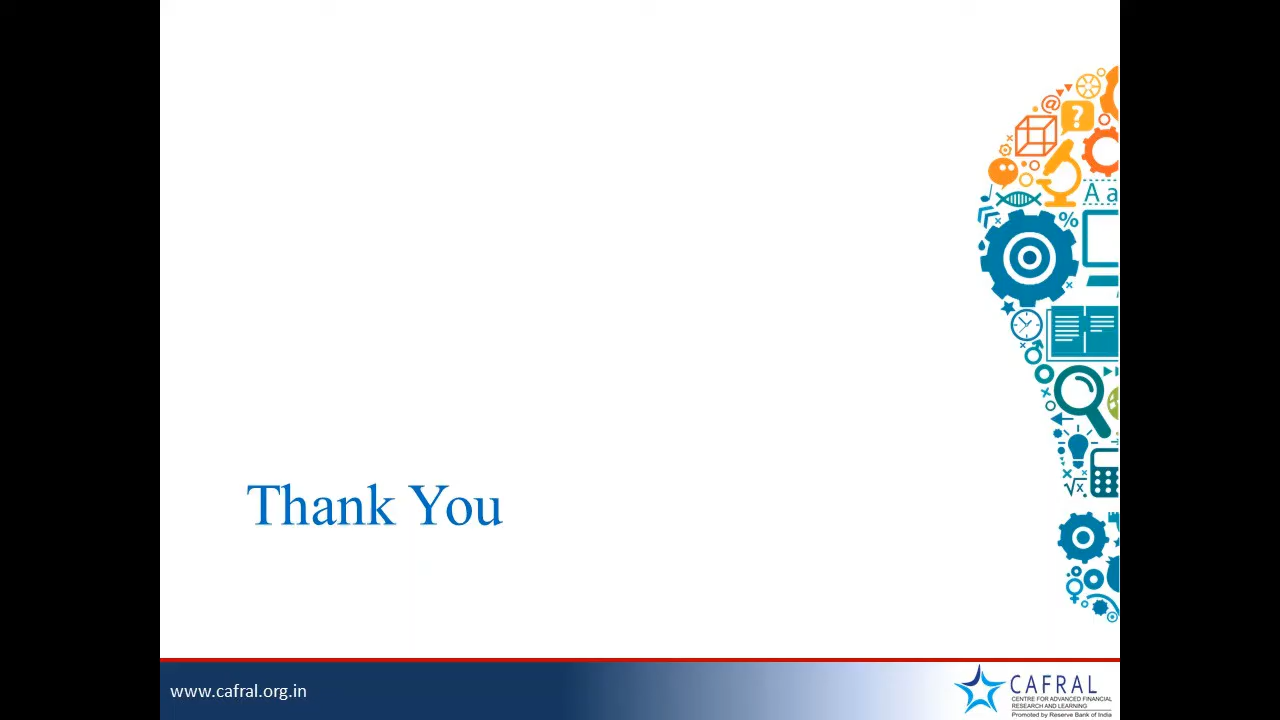 @
?
A a
%
√x
Thank You
www.cafral.org.in
CAFRAL
CENTRE FOR ADVANCED FINANCIAL
RESEARCH AND LEARNING
Promoted by Reserve Bank of India